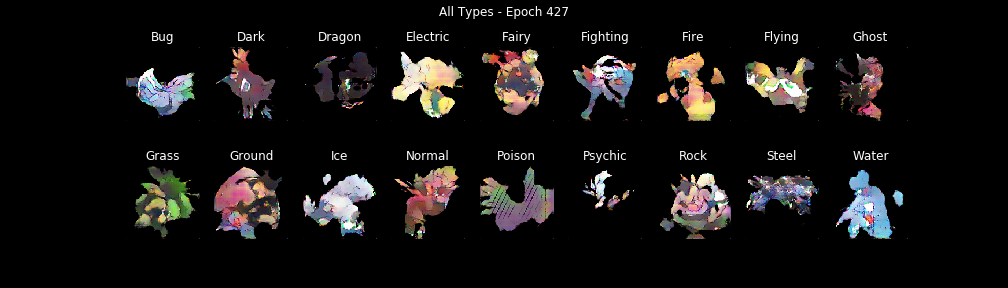 All Types - Epoch 427
Bug Dark Dragon Electric Fairy Fighting Fire Flying Ghost
Grass Ground Ice Normal Poison Psychic Rock Steel Water